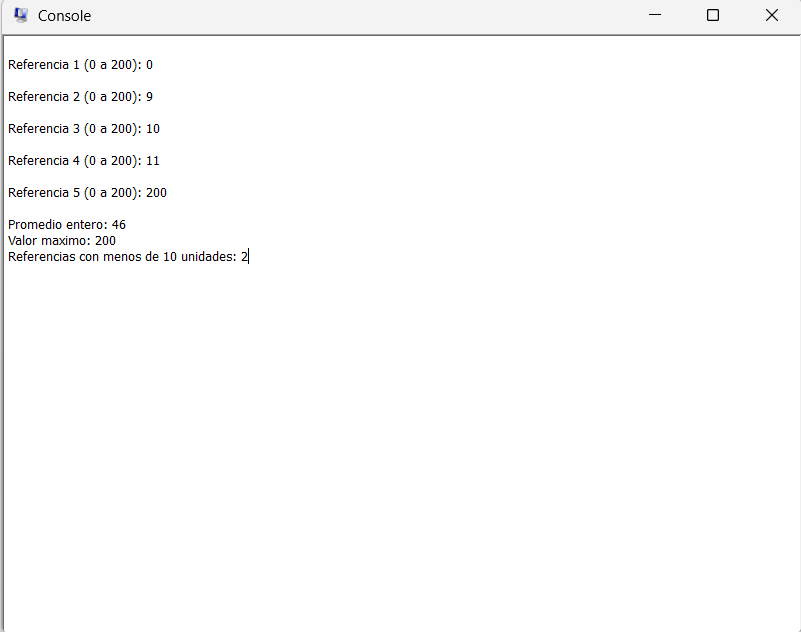 Console
Referencia 1 (0 a 200): 0
Referencia 2 (0 a 200): 9
Referencia 3 (0 a 200): 10
Referencia 4 (0 a 200): 11
Referencia 5 (0 a 200): 200
Promedio entero: 46
Valor maximo: 200
Referencias con menos de 10 unidades: 2